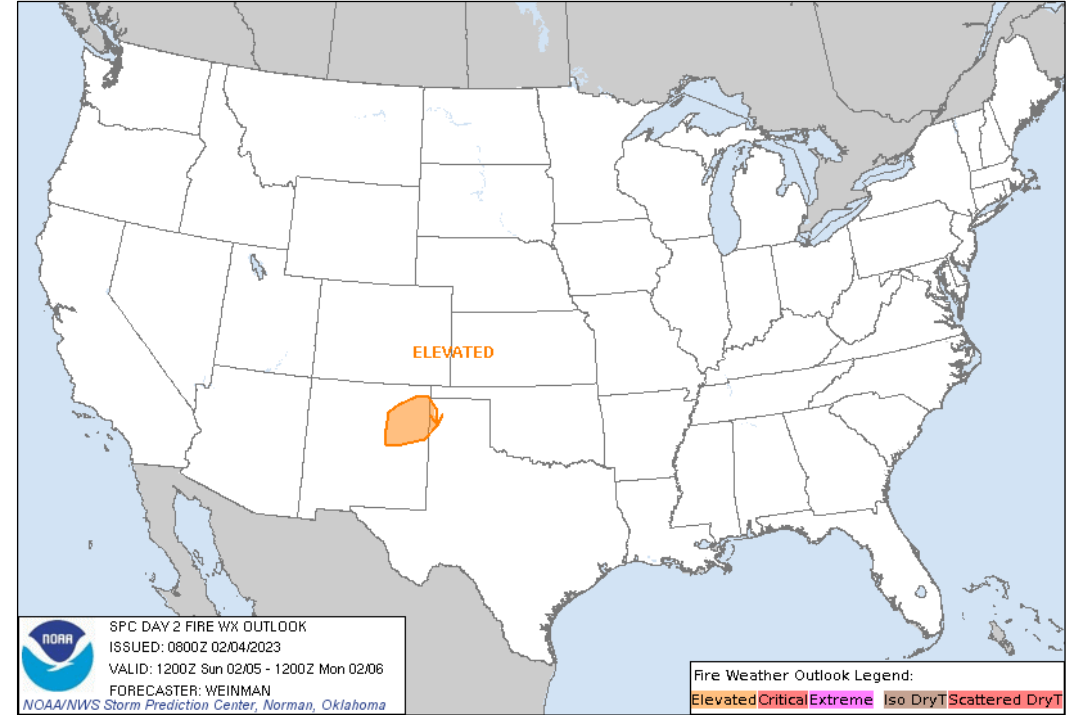 ELEVATED
NOAA
SPC DAY 2 FIRE WX OUTLOOK
ISSUED: 0800Z 02/04/2023
VALID: 1200Z Sun 02/05 - 1200Z Mon 02/06
FORECASTER: WEINMAN
NOAA/NWS Storm Prediction Center, Norman, Oklahoma
Fire Weather Outlook Legend:
Elevated Critical Extreme Iso DryT Scattered DryT